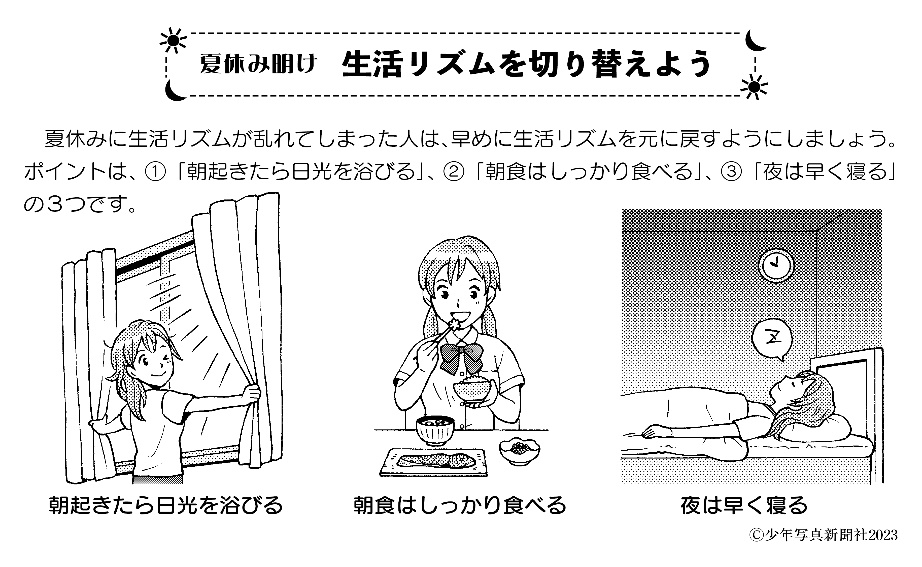 夏休み明け 生活リズムを切り替えよう
夏休みに生活リズムが乱れてしまった人は、早めに生活リズムを元に戻すようにしましょう。
ポイントは、①「朝起きたら日光を浴びる」、②「朝食はしっかり食べる」、③「夜は早く寝る」
の3つです。
Z
朝起きたら日光を浴びる
朝食はしっかり食べる
夜は早く寝る
©少年写真新聞社2023